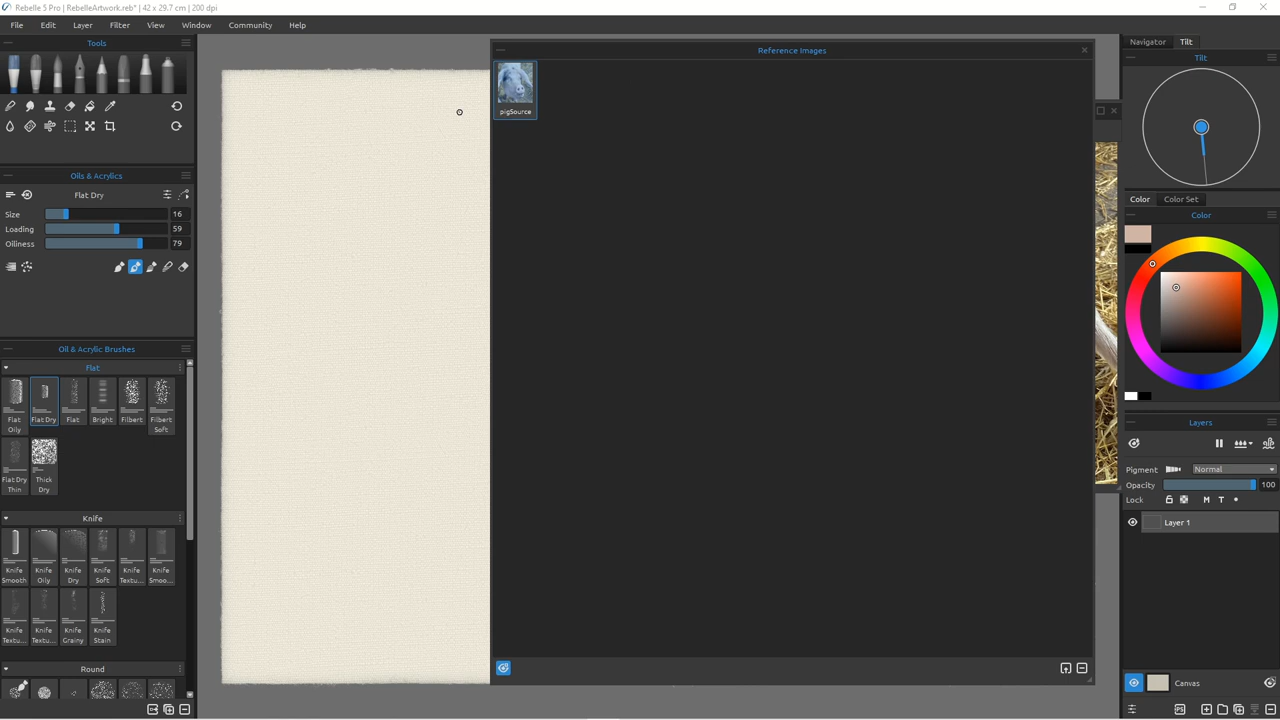 Rebelle 5 Pro | RebelleArtwork.reb* | 42 x 29.7 cm | 200 dpi
File Edit Layer Filter View Window Community Help
Tools
Oils & Acrylics
Flat Dry
Size 16
Loading 59
Oiliness 79
Oil & Acrylic Brushes
Flat
Flat Oily
Flat Dry
Flat
Bright
Filbert
Filbert Soft
Flat Dry Thin
Thick Dry
Knife
Knife Smooth
Knife Oily
Knife Dry
Knife Soft
Knife Textu...
Knife Smoo...
Knife Textu...
Knife Textu...
Knife Grainy
Knife Stain
Round
Reference Images
pigSource
Navigator Tilt
Tilt
Color Color Set
Color
Layers
Pigment Normal
Opacity 100
Lock M T
Layer 1
Canvas
PS